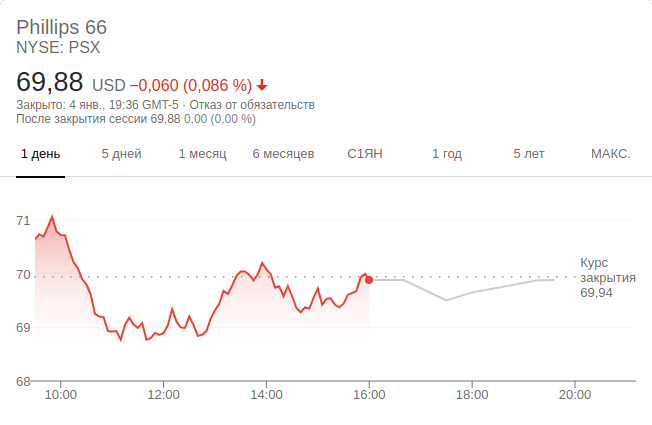 Phillips 66
NYSE: PSX
69,88 USD −0,060 (0,086 %)
Закрыто: 4 янв., 19:36 GMT-5 · Отказ от обязательств
После закрытия сессии 69,88 0,00 (0,00 %)
1 день 5 дней 1 месяц 6 месяцев С1ЯН 1 год 5 лет МАКС.
71
70
69
68
Курс
закрытия
69,94
10:00 12:00 14:00 16:00 18:00 20:00